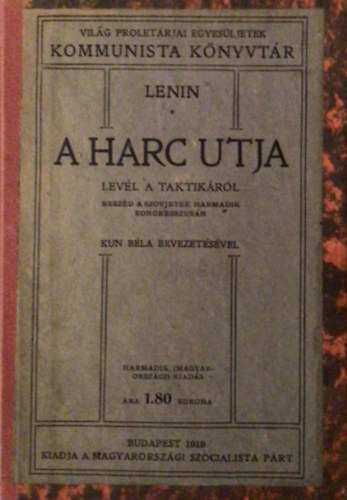 VILÁG PROLETÁRJAI EGYESÜLJETEK
KOMMUNISTA KÖNYVTÁR
LENIN
A HARC UTJA
LEVÉL A TAKTIKÁRÓL
BESZÉD A SZOVJETEK HARMADIK
KONGRESSZUSÁN
KUN BÉLA BEVEZETÉSÉVEL
HARMADIK (MAGYAR-
ORSZÁGI) KIADÁS
ÁRA 1.80 KORONA
BUDAPEST 1919
KIADJA A MAGYARORSZÁGI SZOCIALISTA PÁRT